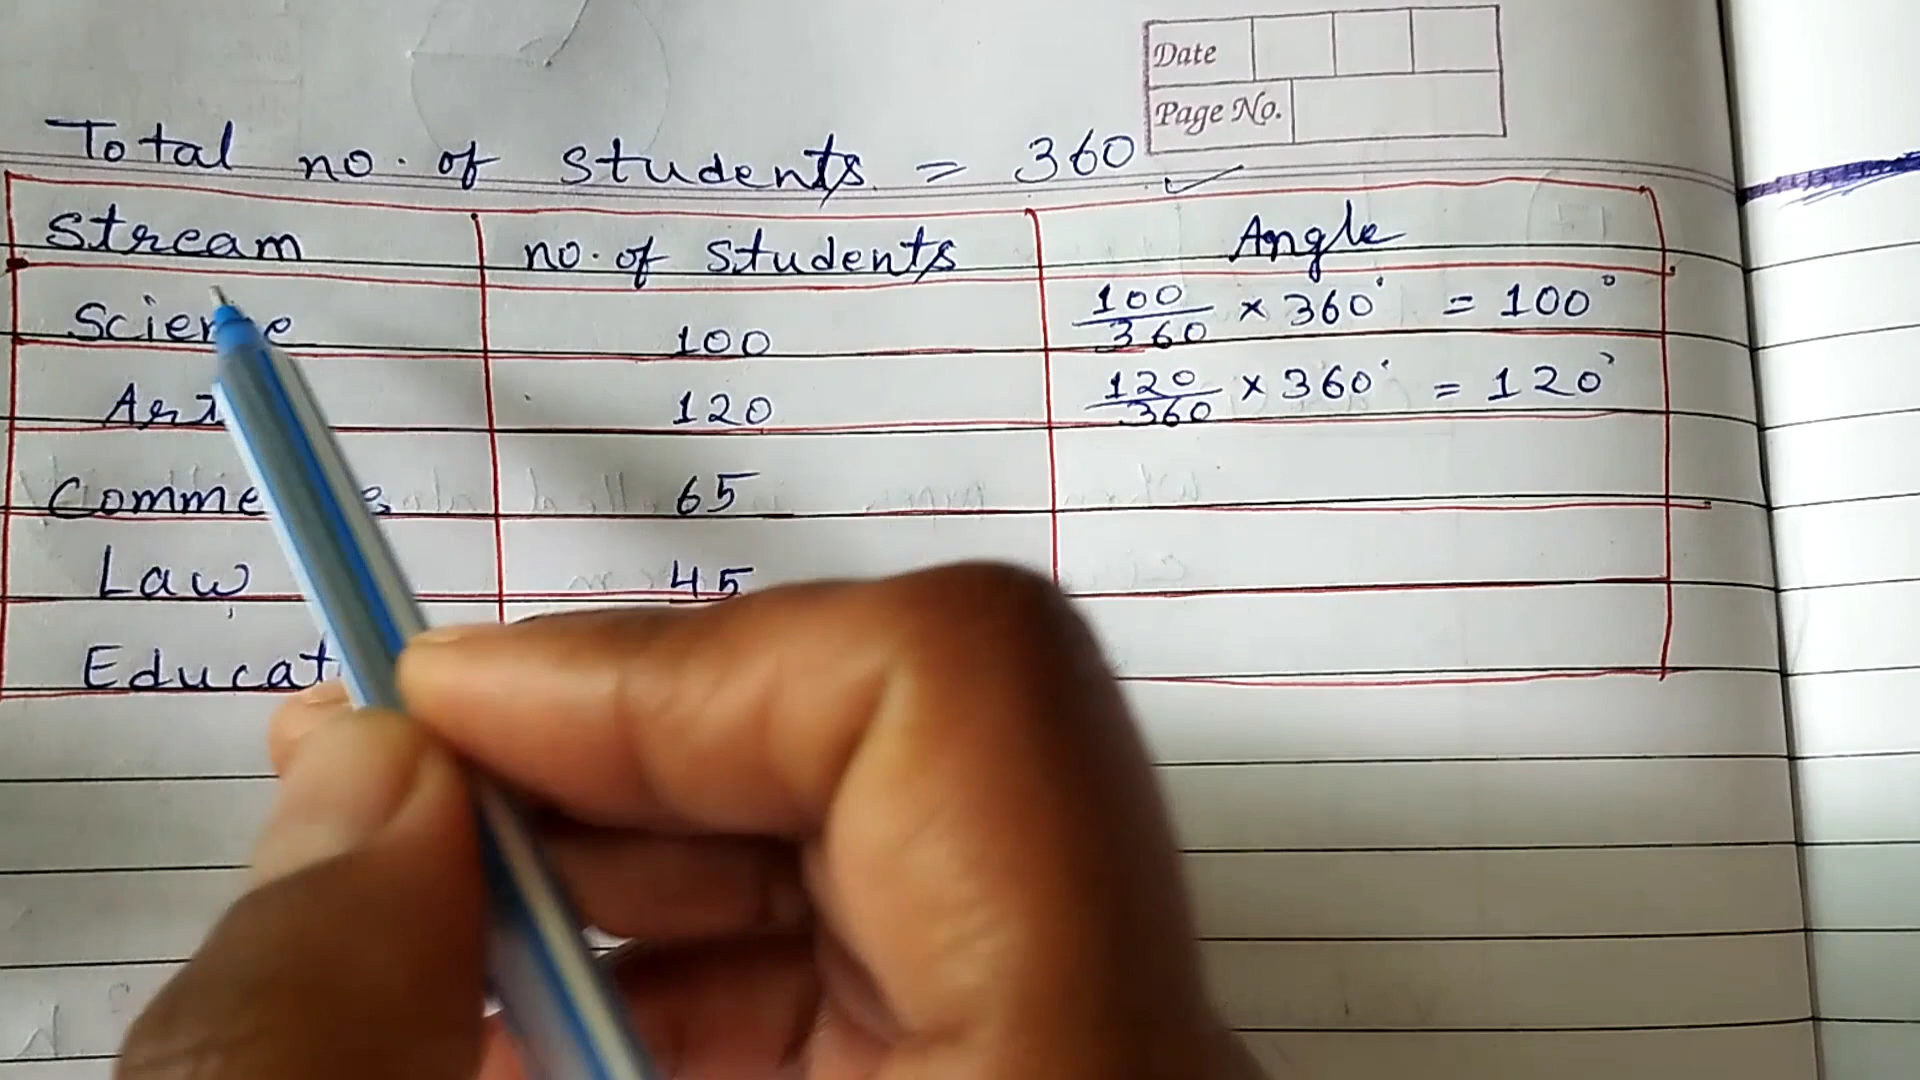 Date
Page No.
Total no. of students = 360
Stream no. of students Angle
Science 100 100/360 × 360° = 100°
120 120/360 × 360° = 120°
65
Law 45